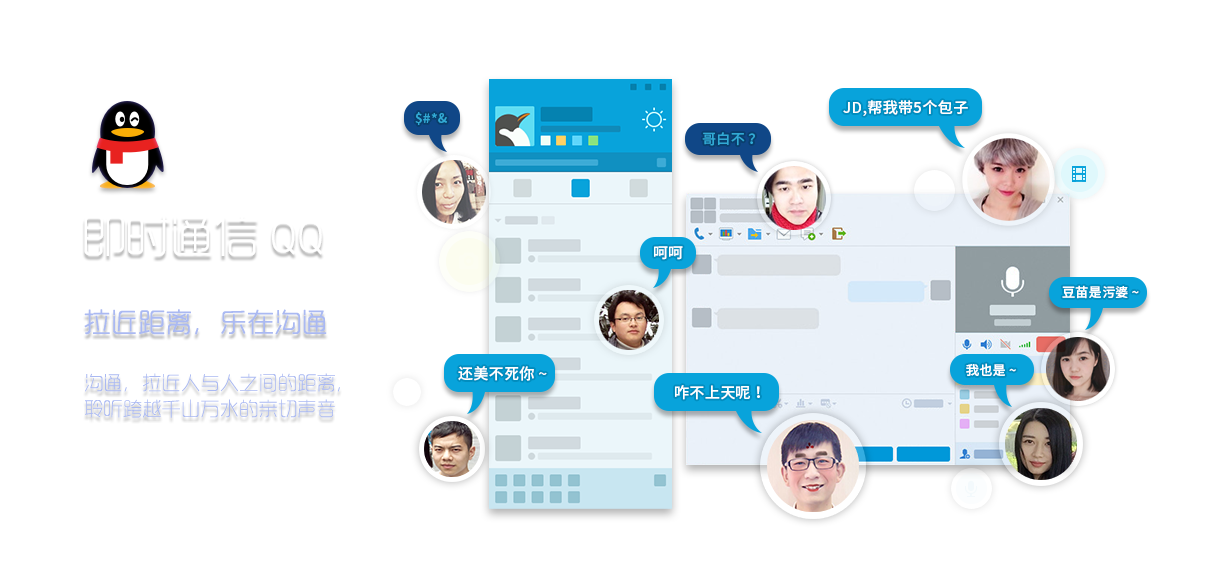 即时通信 QQ
拉近距离，乐在沟通
沟通，拉近人与人之间的距离，
聆听跨越千山万水的亲切声音
$#*&
哥白不？
JD,帮我带5个包子
呵呵
豆苗是污婆 ~
还美不死你 ~
咋不上天呢！
我也是 ~